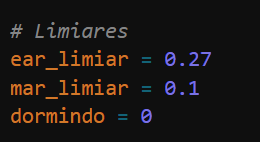 # Limiares
ear_limiar = 0.27
mar_limiar = 0.1
dormindo = 0